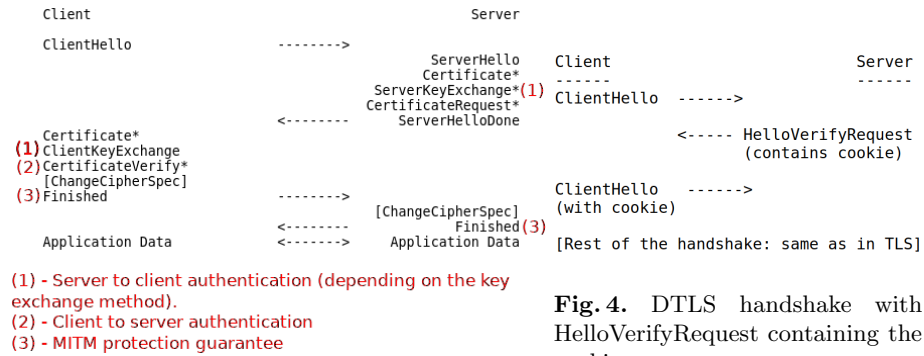 Client Server
ClientHello -------->
ServerHello
Certificate*
ServerKeyExchange*(1)
CertificateRequest*
<-------- ServerHelloDone
Certificate*
(1)ClientKeyExchange
(2)CertificateVerify*
[ChangeCipherSpec]
(3)Finished -------->
[ChangeCipherSpec]
<-------- Finished(3)
Application Data <-------> Application Data
(1) - Server to client authentication (depending on the key
exchange method).
(2) - Client to server authentication
(3) - MITM protection guarantee
Client Server
------ ------
ClientHello ------>
<----- HelloVerifyRequest
(contains cookie)
ClientHello ------>
(with cookie)
[Rest of the handshake: same as in TLS]
Fig. 4. DTLS handshake with
HelloVerifyRequest containing the